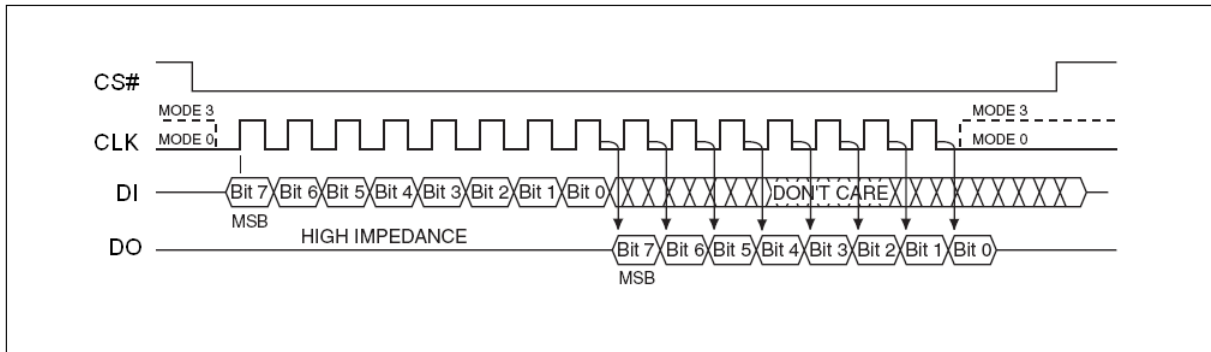 CS#
MODE 3 MODE 3
CLK MODE 0 MODE 0
DI Bit 7 Bit 6 Bit 5 Bit 4 Bit 3 Bit 2 Bit 1 Bit 0 DON'T CARE
MSB
HIGH IMPEDANCE
DO Bit 7 Bit 6 Bit 5 Bit 4 Bit 3 Bit 2 Bit 1 Bit 0
MSB